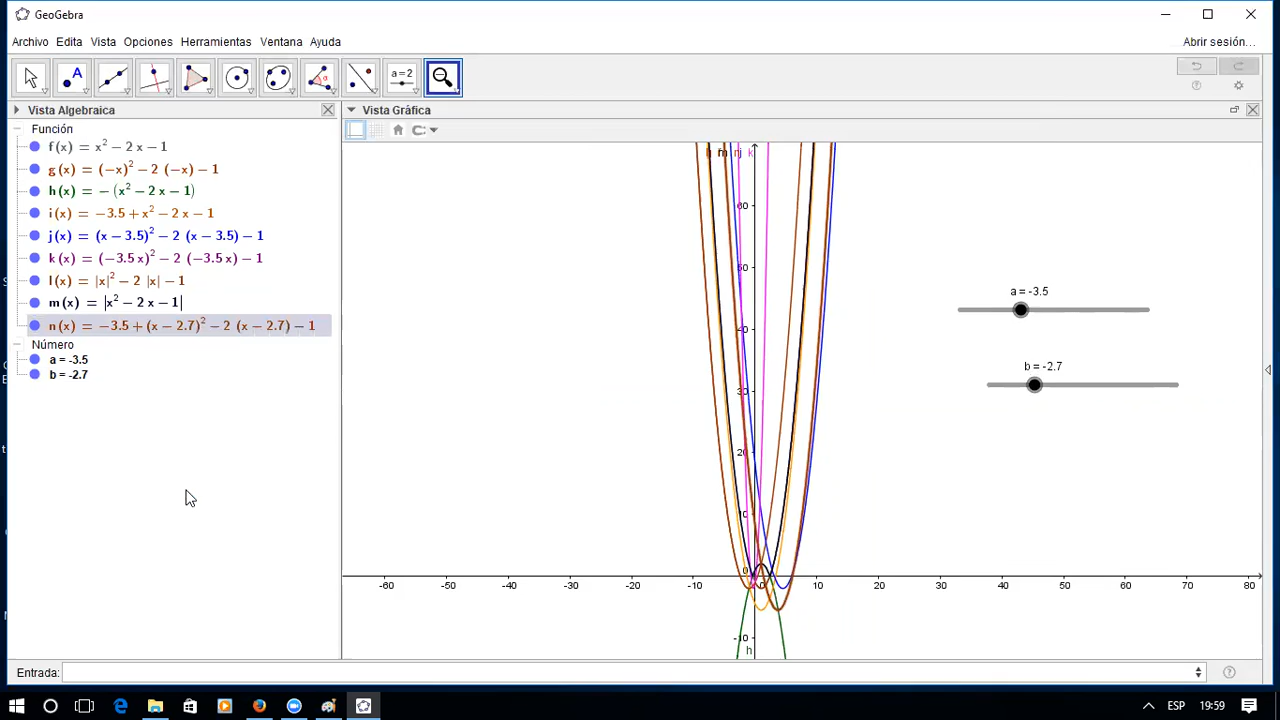 GeoGebra
Archivo Edita Vista Opciones Herramientas Ventana Ayuda Abrir sesión...
A α a=2
Vista Algebraica
Vista Gráfica
Función
f(x) = x² − 2 x − 1
g(x) = (−x)² − 2 (−x) − 1
h(x) = − (x² − 2 x − 1)
i(x) = −3.5 + x² − 2 x − 1
j(x) = (x − 3.5)² − 2 (x − 3.5) − 1
k(x) = (−3.5 x)² − 2 (−3.5 x) − 1
l(x) = |x|² − 2 |x| − 1
m(x) = |x² − 2 x − 1|
n(x) = −3.5 + (x − 2.7)² − 2 (x − 2.7) − 1
Número
a = -3.5
b = -2.7
k
60
50
40
30
20
10
0
-10
h
-60 -50 -40 -30 -20 -10 0 10 20 30 40 50 60 70 80
a = -3.5
b = -2.7
Entrada:
ESP 19:59